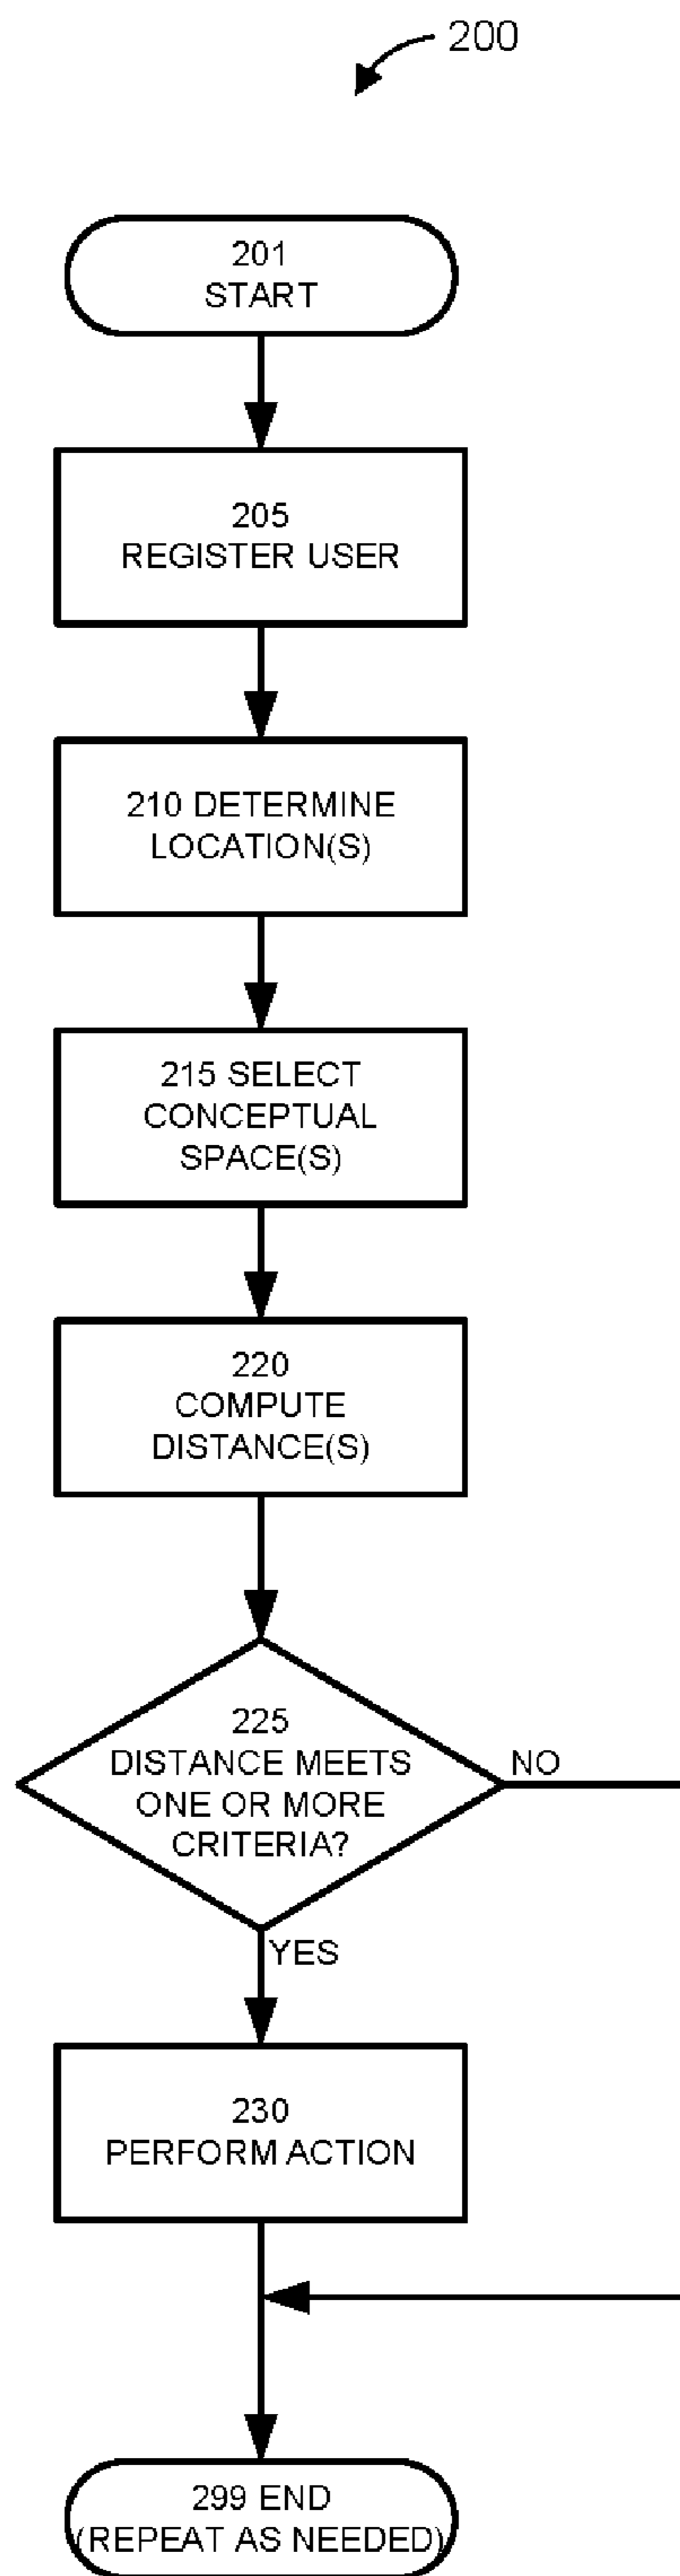 200
201
START
205
REGISTER USER
210 DETERMINE
LOCATION(S)
215 SELECT
CONCEPTUAL
SPACE(S)
220
COMPUTE
DISTANCE(S)
225
DISTANCE MEETS
ONE OR MORE
CRITERIA?
NO
YES
230
PERFORM ACTION
299 END
(REPEAT AS NEEDED)